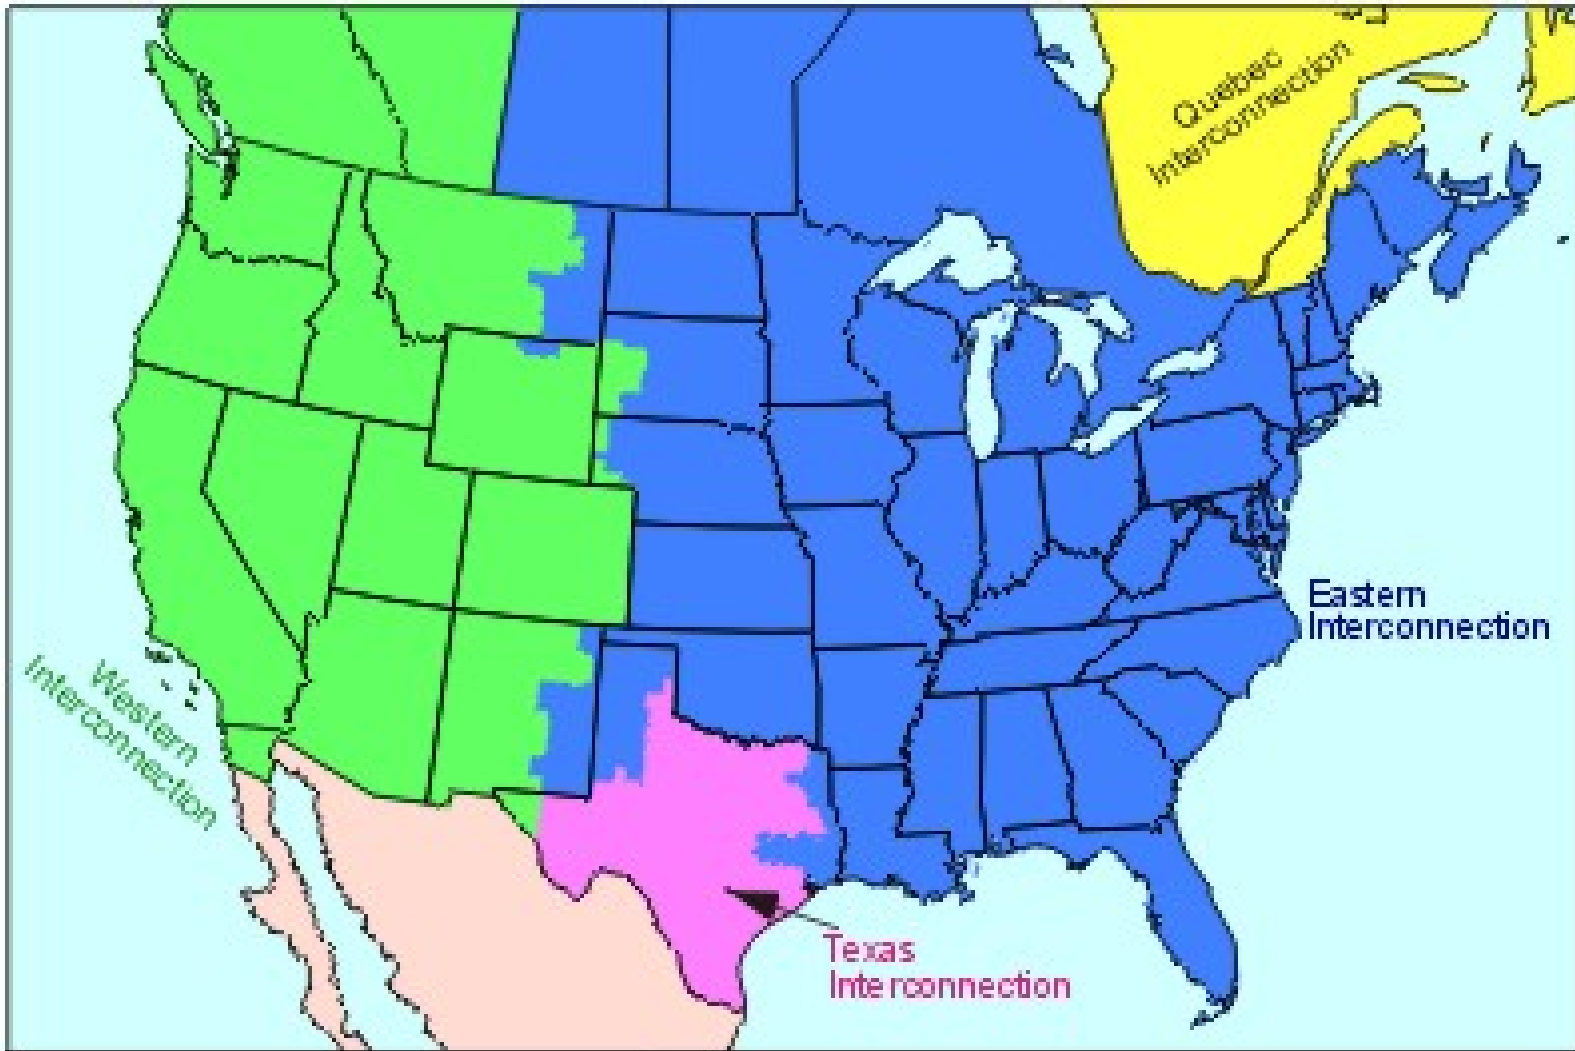 Quebec
Interconnection
Eastern
Interconnection
Western
Interconnection
Texas
Interconnection